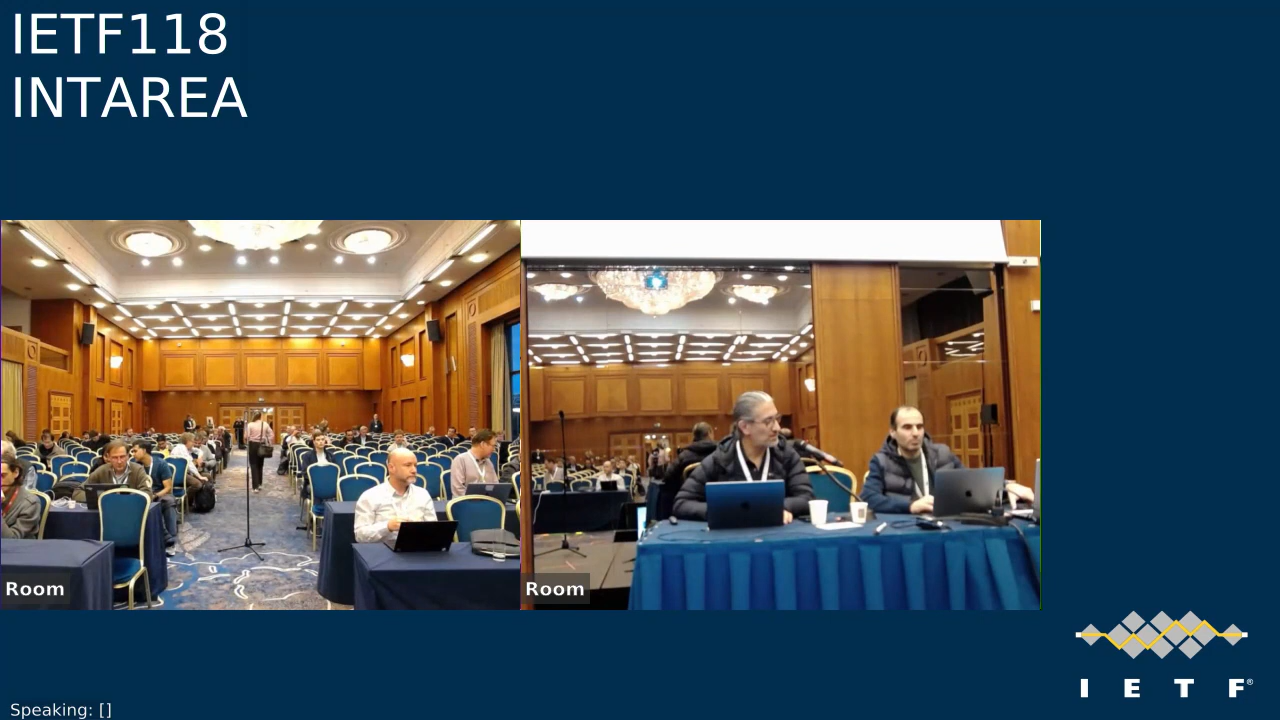 IETF118
INTAREA
Room
Room
Speaking: []
I E T F®